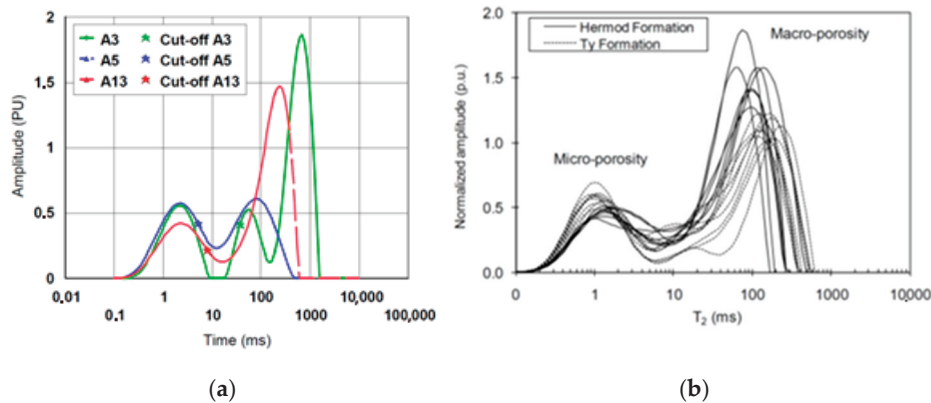 2
1.5
1
0.5
0
Amplitude (PU)
A3
A5
A13
Cut-off A3
Cut-off A5
Cut-off A13
0.01
1
100
10,000
0.1
10
1000
100,000
Time (ms)
(a)
2.0
1.5
1.0
0.5
0.0
Normalized amplitude (p.u.)
Hermod Formation
Ty Formation
Macro-porosity
Micro-porosity
0
1
10
100
1000
10,000
T2 (ms)
(b)